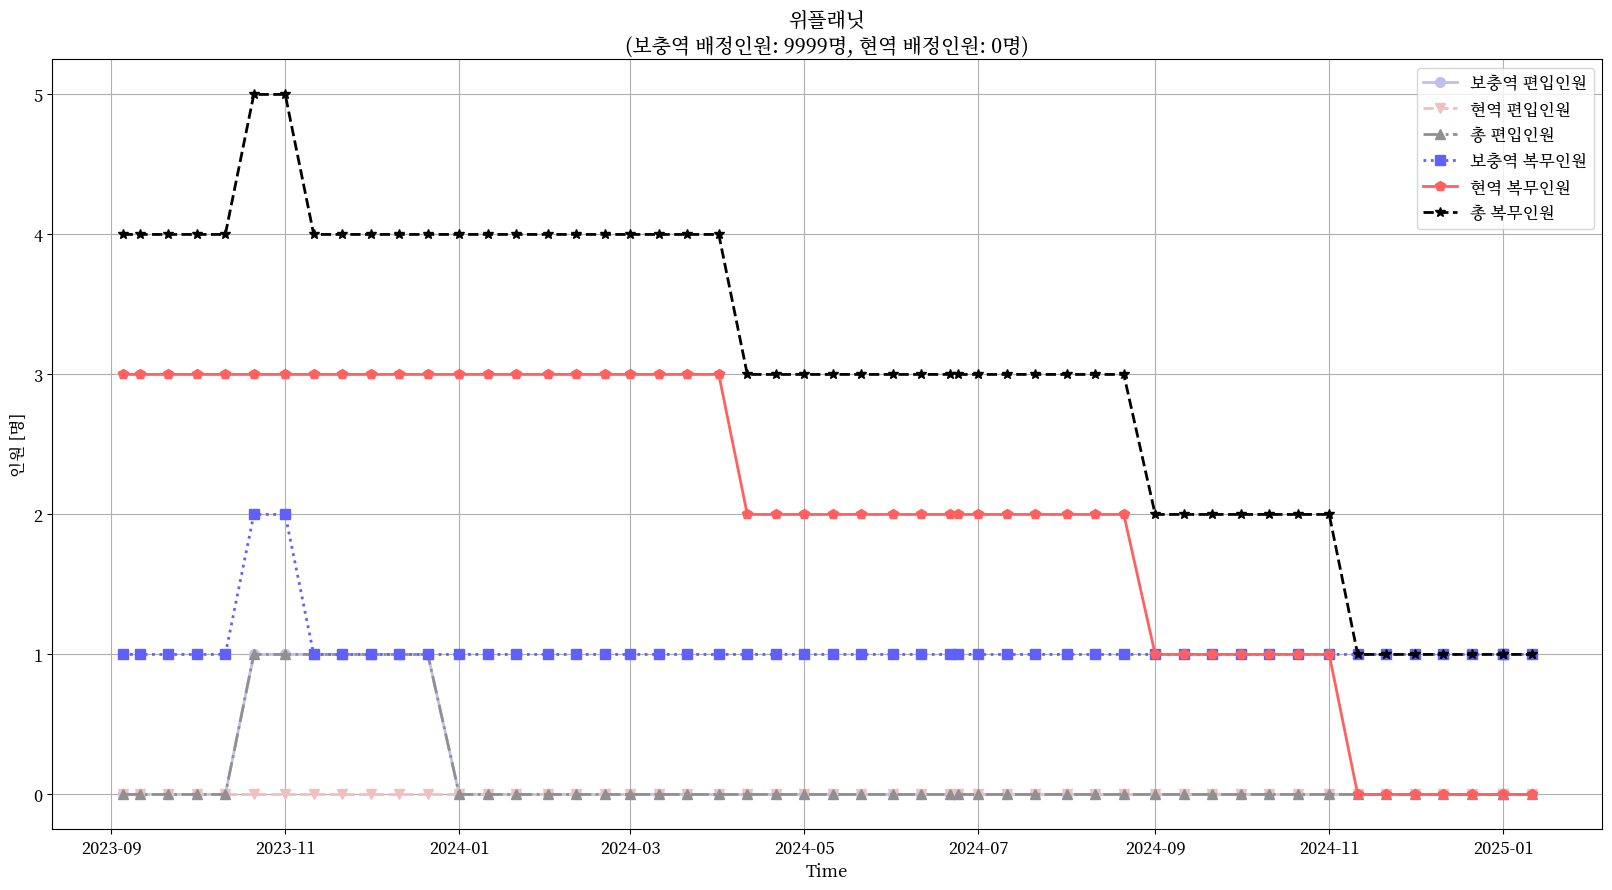 위플래닛
(보충역 배정인원: 9999명, 현역 배정인원: 0명)
보충역 편입인원
현역 편입인원
총 편입인원
보충역 복무인원
현역 복무인원
총 복무인원
5
4
3
2
1
0
인원 [명]
2023-09
2023-11
2024-01
2024-03
2024-05
2024-07
2024-09
2024-11
2025-01
Time